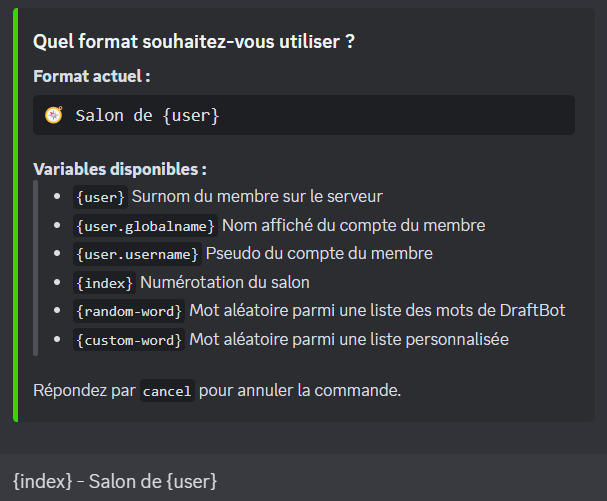 Quel format souhaitez-vous utiliser ?
Format actuel :
🧭 Salon de {user}
Variables disponibles :
• {user} Surnom du membre sur le serveur
• {user.globalname} Nom affiché du compte du membre
• {user.username} Pseudo du compte du membre
• {index} Numérotation du salon
• {random-word} Mot aléatoire parmi une liste des mots de DraftBot
• {custom-word} Mot aléatoire parmi une liste personnalisée
Répondez par cancel pour annuler la commande.
{index} - Salon de {user}